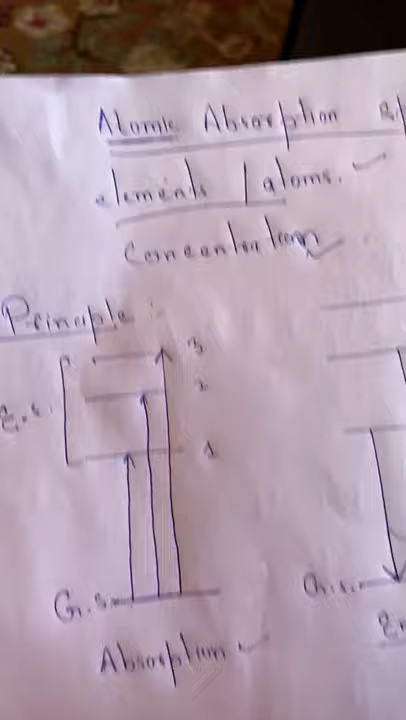 Atomic Absorption
elements / atoms.
Concentration
Principle :
3
2
E.s.
1
G.s.
G.s.
Absorption